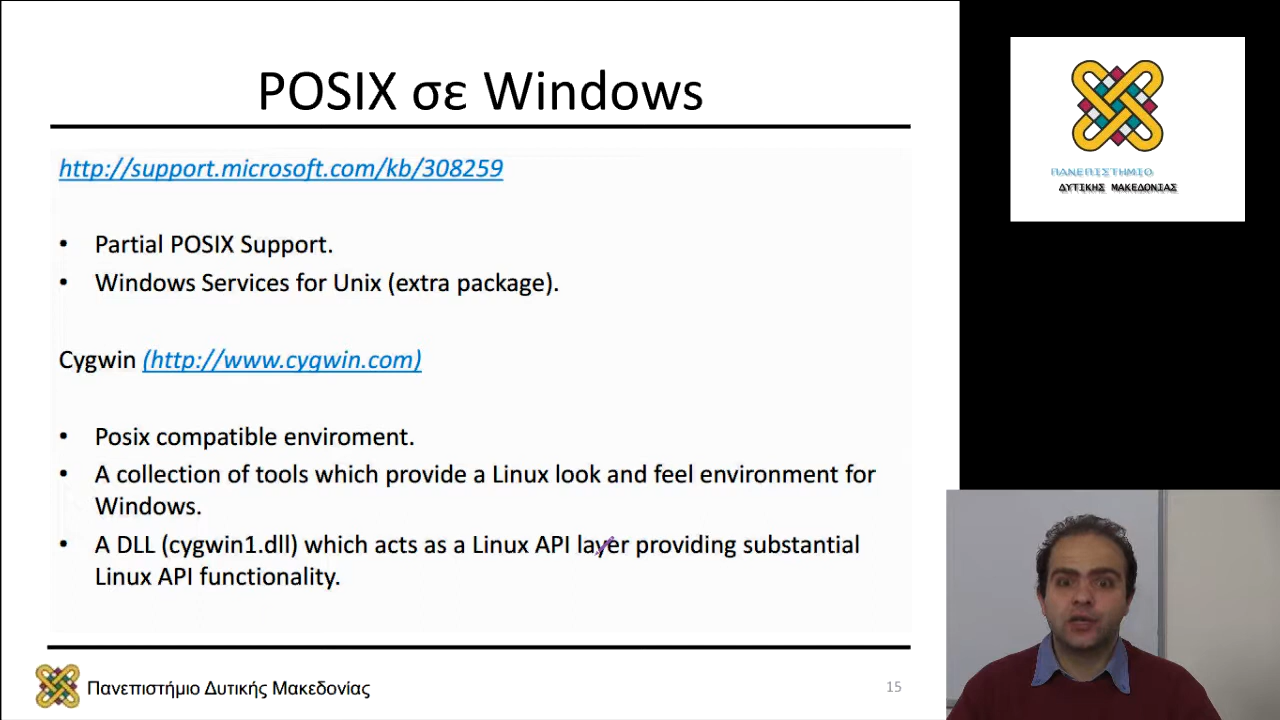 POSIX σε Windows
http://support.microsoft.com/kb/308259
• Partial POSIX Support.
• Windows Services for Unix (extra package).
Cygwin (http://www.cygwin.com)
• Posix compatible enviroment.
• A collection of tools which provide a Linux look and feel environment for
Windows.
• A DLL (cygwin1.dll) which acts as a Linux API layer providing substantial
Linux API functionality.
Πανεπιστήμιο Δυτικής Μακεδονίας
15
ΠΑΝΕΠΙΣΤΗΜΙΟ
ΔΥΤΙΚΗΣ ΜΑΚΕΔΟΝΙΑΣ